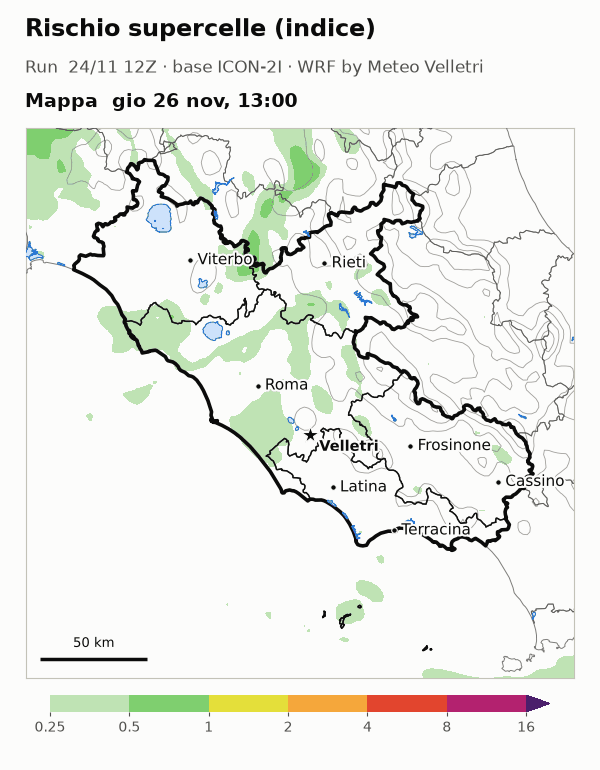 Rischio supercelle (indice)
Run 24/11 12Z · base ICON-2I · WRF by Meteo Velletri
Mappa gio 26 nov, 13:00
Viterbo
Rieti
Roma
Velletri
Frosinone
Latina
Cassino
Terracina
50 km
0.25 0.5 1 2 4 8 16